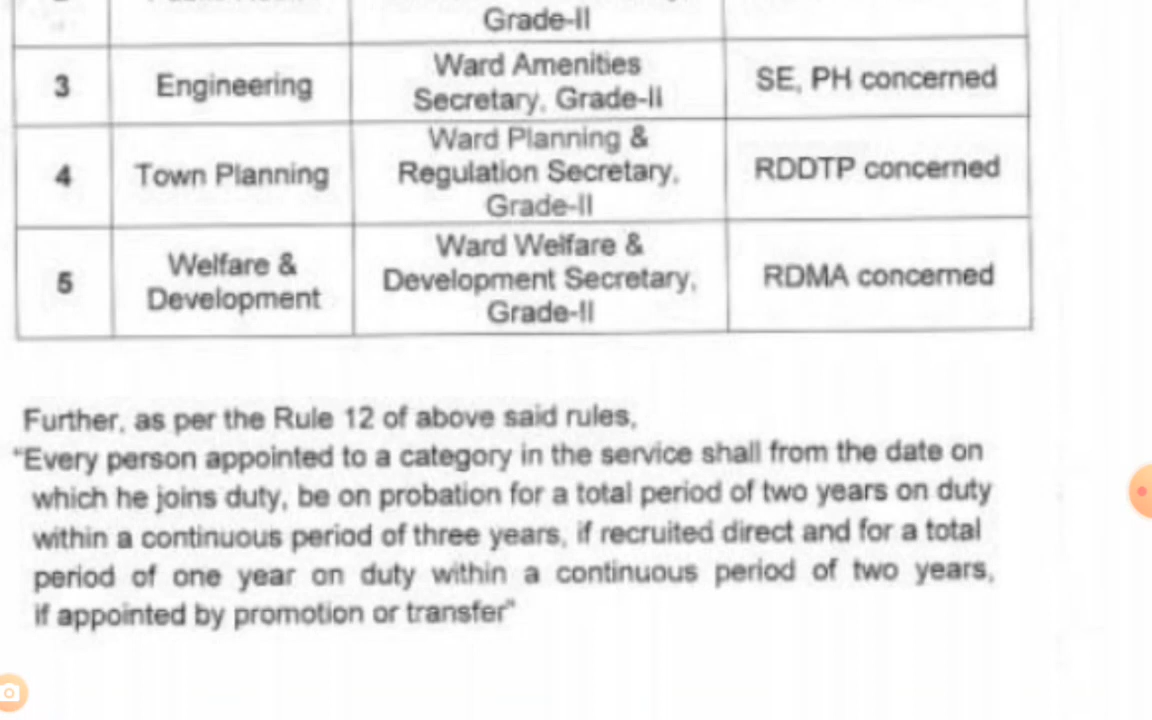 Grade-II
3 Engineering Ward Amenities Secretary, Grade-II SE, PH concerned
4 Town Planning Ward Planning & Regulation Secretary, Grade-II RDDTP concerned
5 Welfare & Development Ward Welfare & Development Secretary, Grade-II RDMA concerned
Further, as per the Rule 12 of above said rules,
"Every person appointed to a category in the service shall from the date on
which he joins duty, be on probation for a total period of two years on duty
within a continuous period of three years, if recruited direct and for a total
period of one year on duty within a continuous period of two years,
if appointed by promotion or transfer"